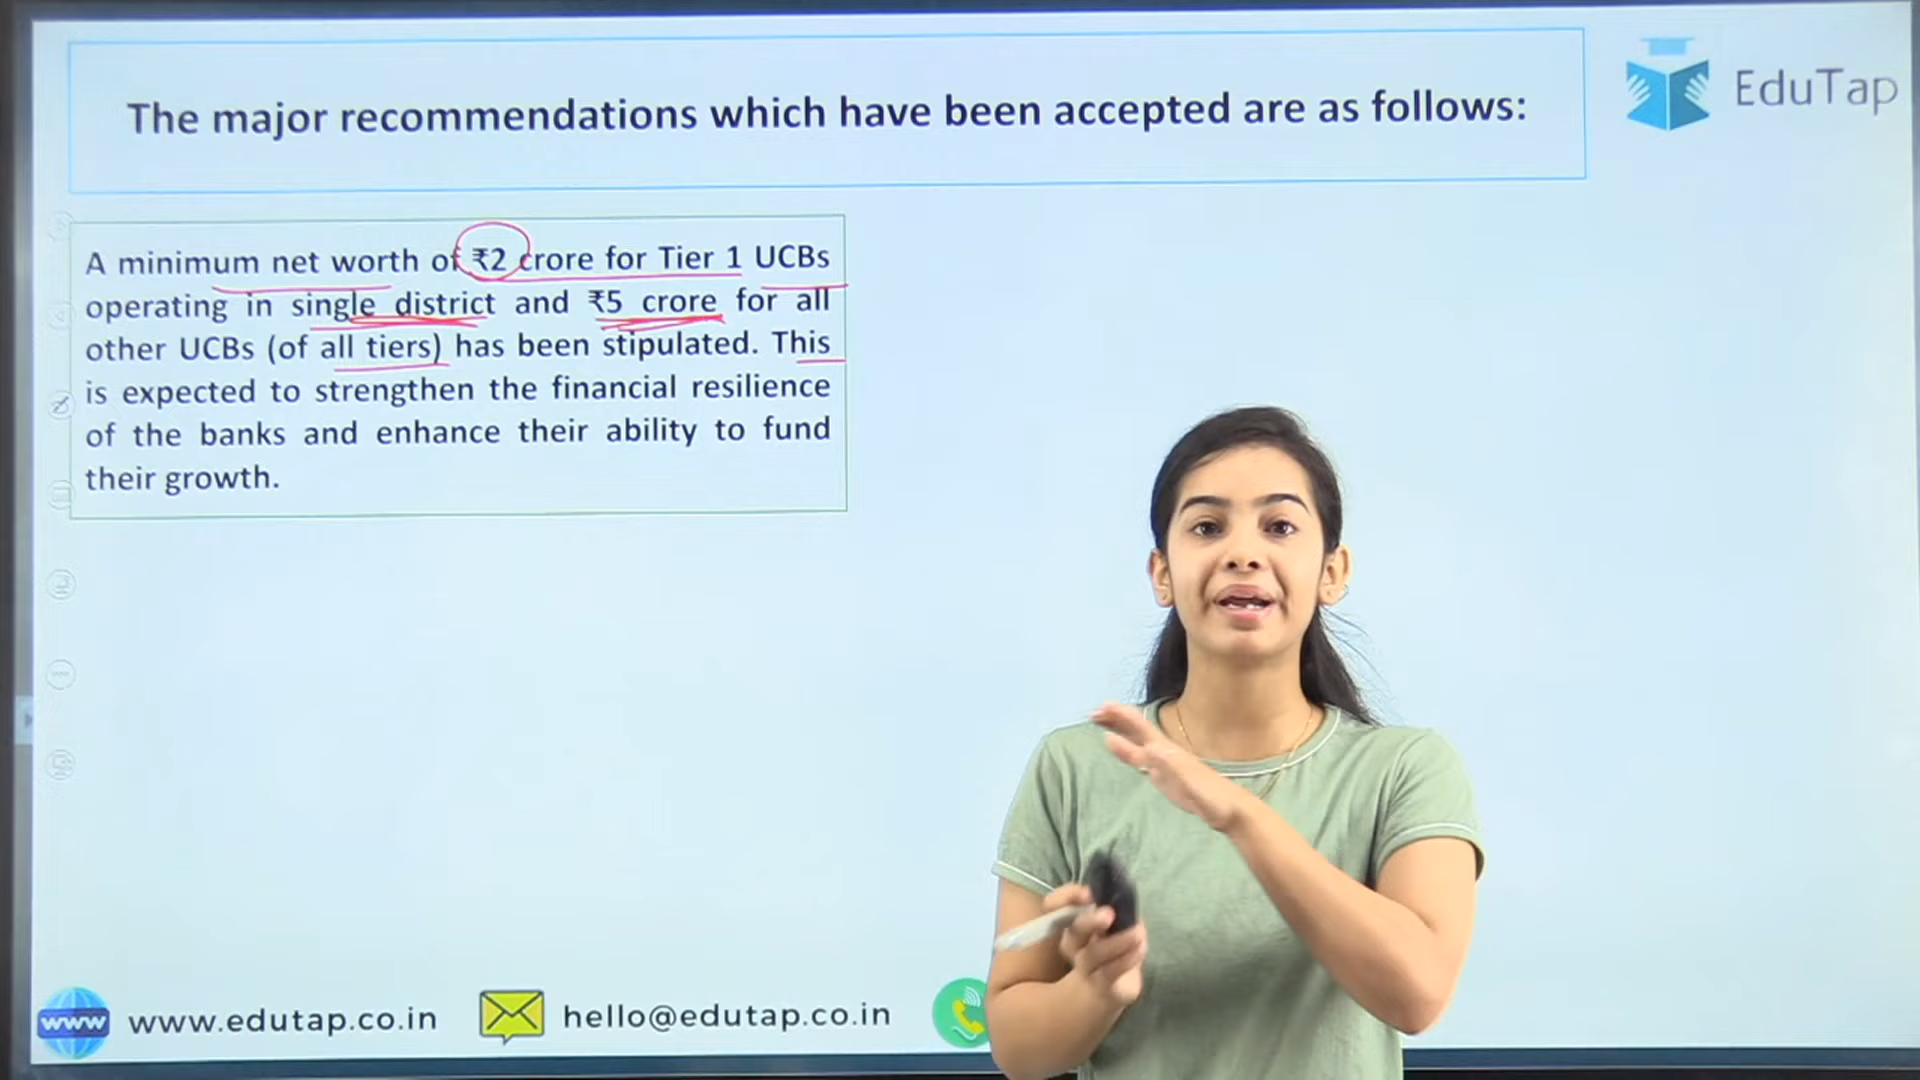 The major recommendations which have been accepted are as follows:
EduTap
A minimum net worth of ₹2 crore for Tier 1 UCBs
operating in single district and ₹5 crore for all
other UCBs (of all tiers) has been stipulated. This
is expected to strengthen the financial resilience
of the banks and enhance their ability to fund
their growth.
www www.edutap.co.in hello@edutap.co.in